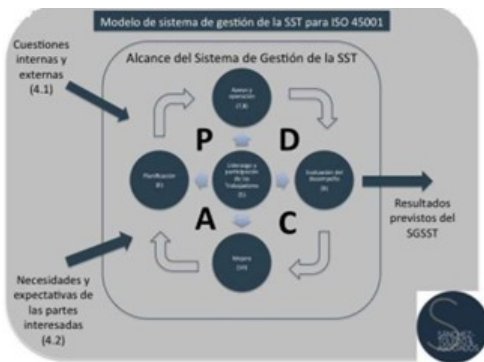 Modelo de sistema de gestión de la SST para ISO 45001
Cuestiones
internas y
externas
(4.1)
Alcance del Sistema de Gestión de la SST
Apoyo y
operación
(7,8)
P
D
Planificación
(6)
Liderazgo y
participación
de los
Trabajadores
(5)
Evaluación del
desempeño
(9)
A
C
Mejora
(10)
Resultados
previstos del
SGSST
Necesidades y
expectativas de
las partes
interesadas
(4.2)
S
SÁNCHEZ-
ABOGADOS